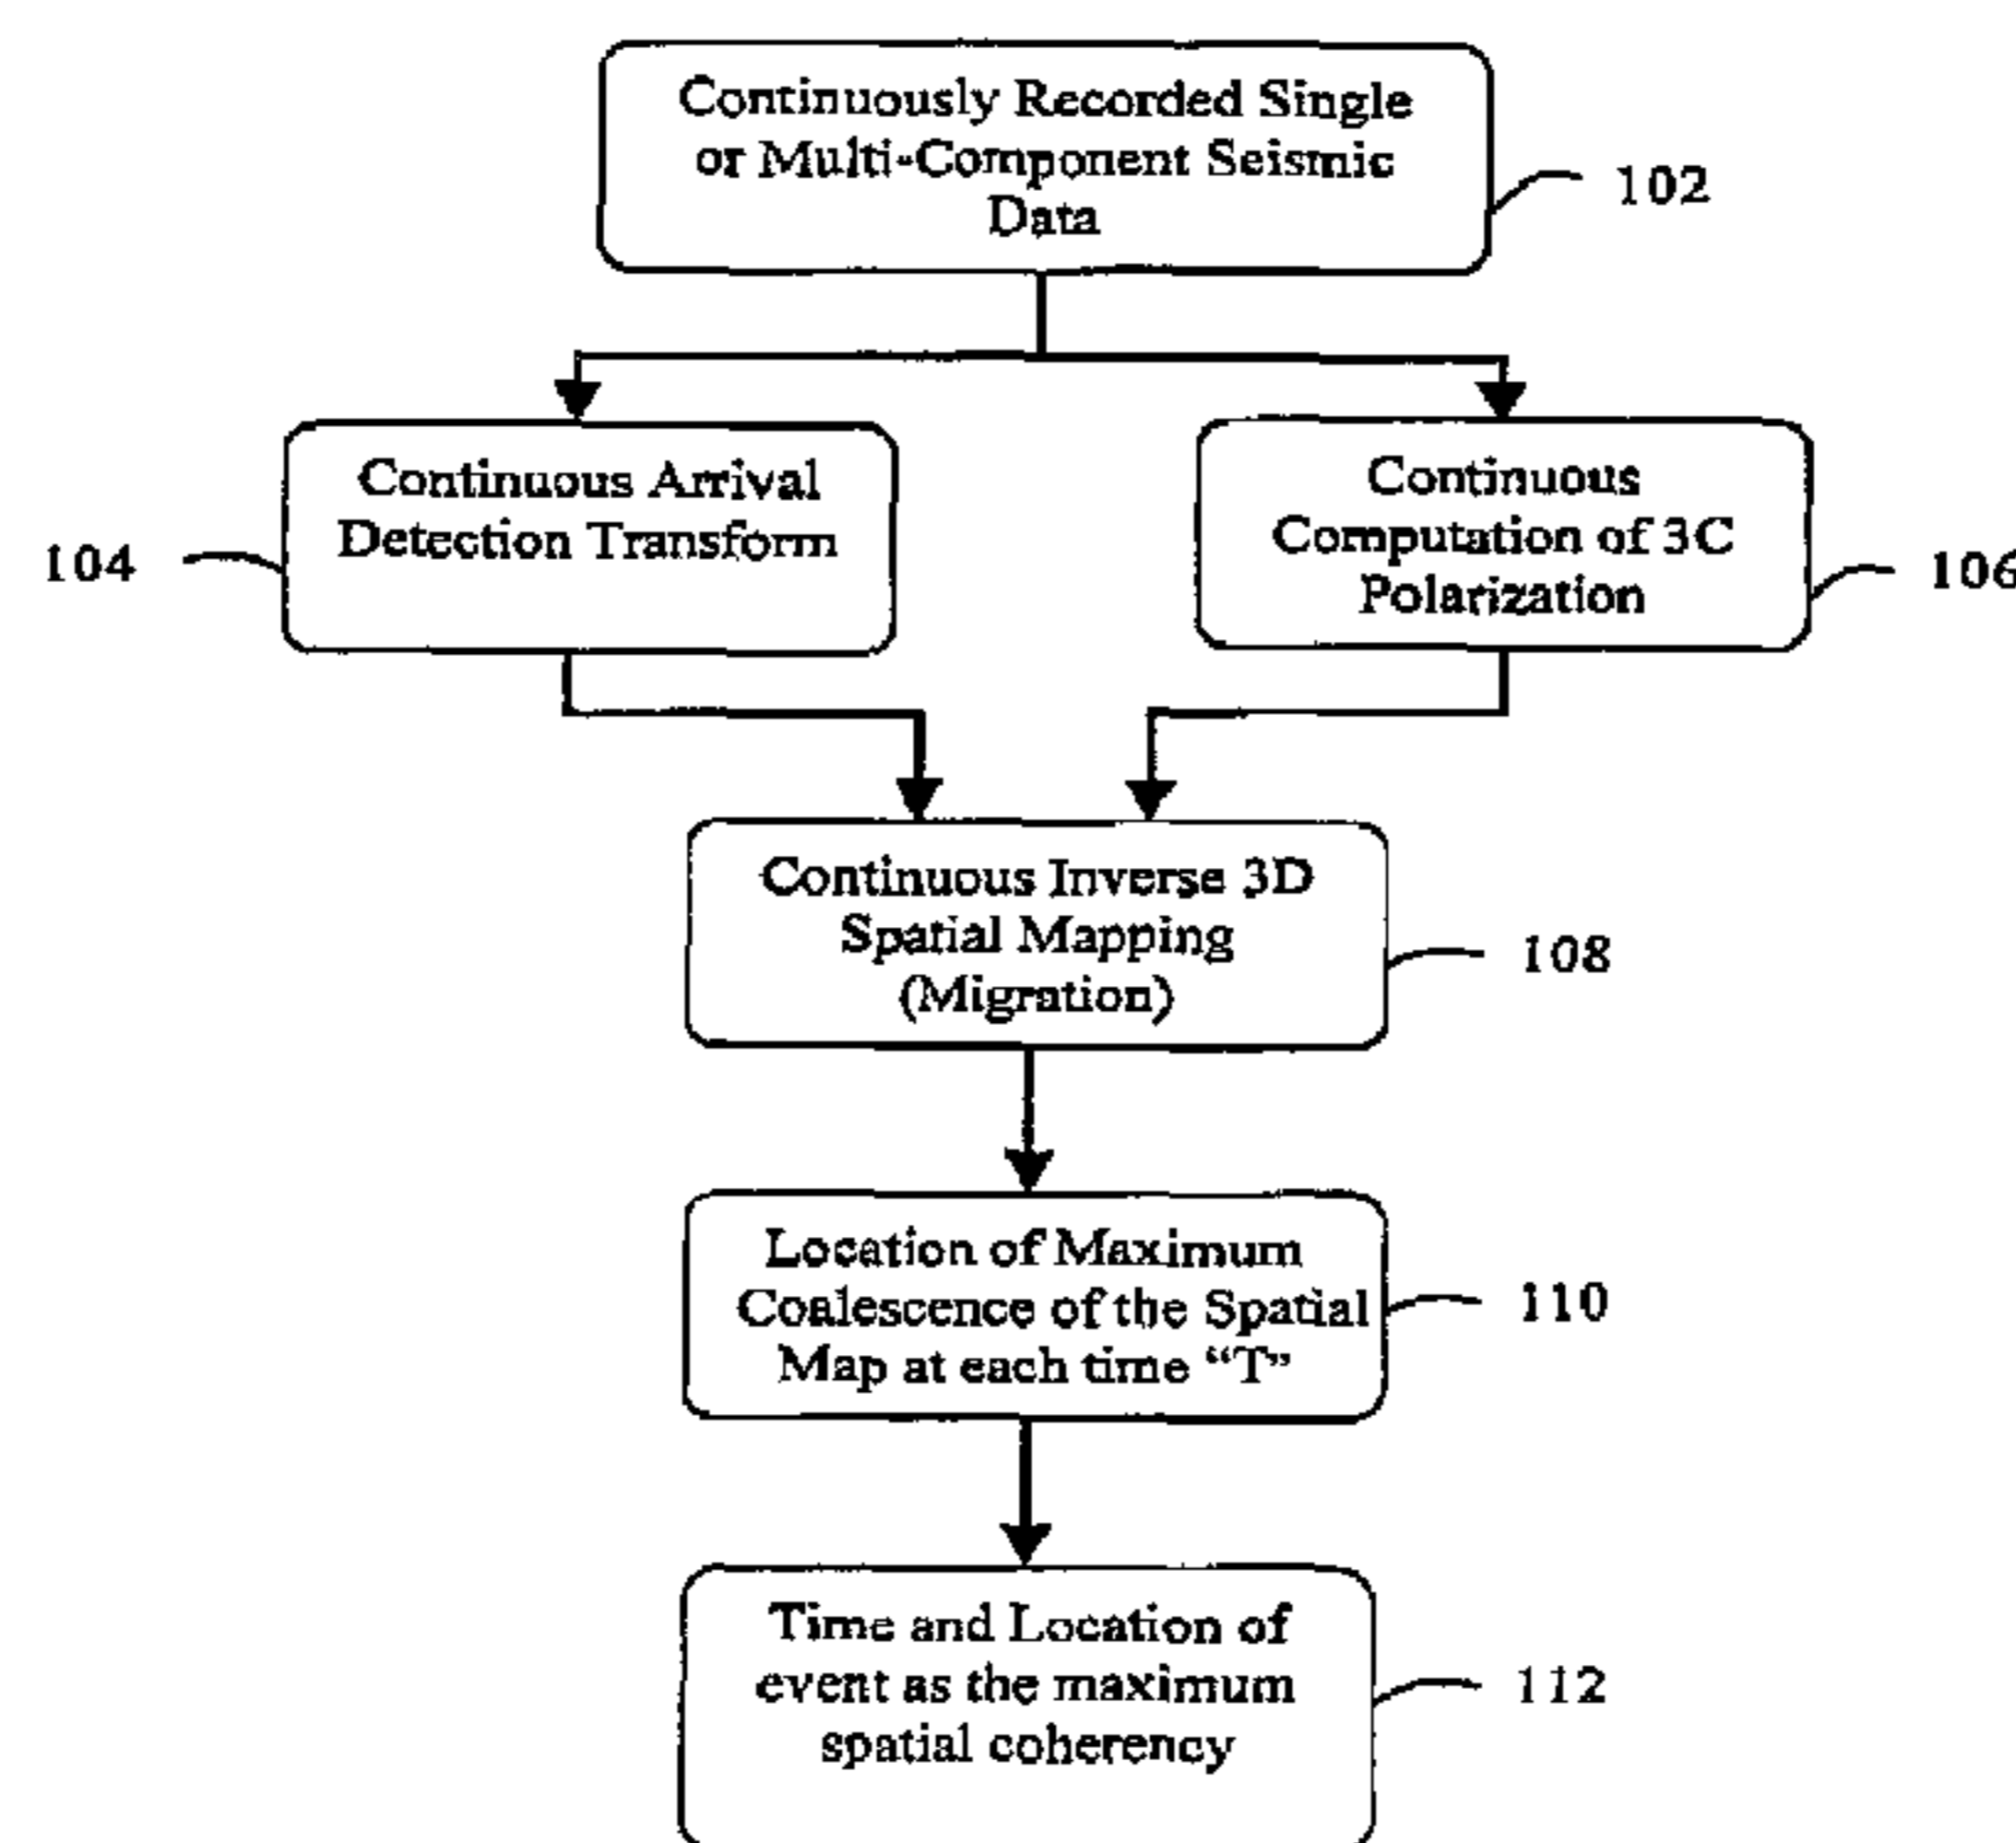 Continuously Recorded Single
or Multi-Component Seismic
Data
102
Continuous Arrival
Detection Transform
104
Continuous
Computation of 3C
Polarization
106
Continuous Inverse 3D
Spatial Mapping
(Migration)
108
Location of Maximum
Coalescence of the Spatial
Map at each time “T”
110
Time and Location of
event as the maximum
spatial coherency
112